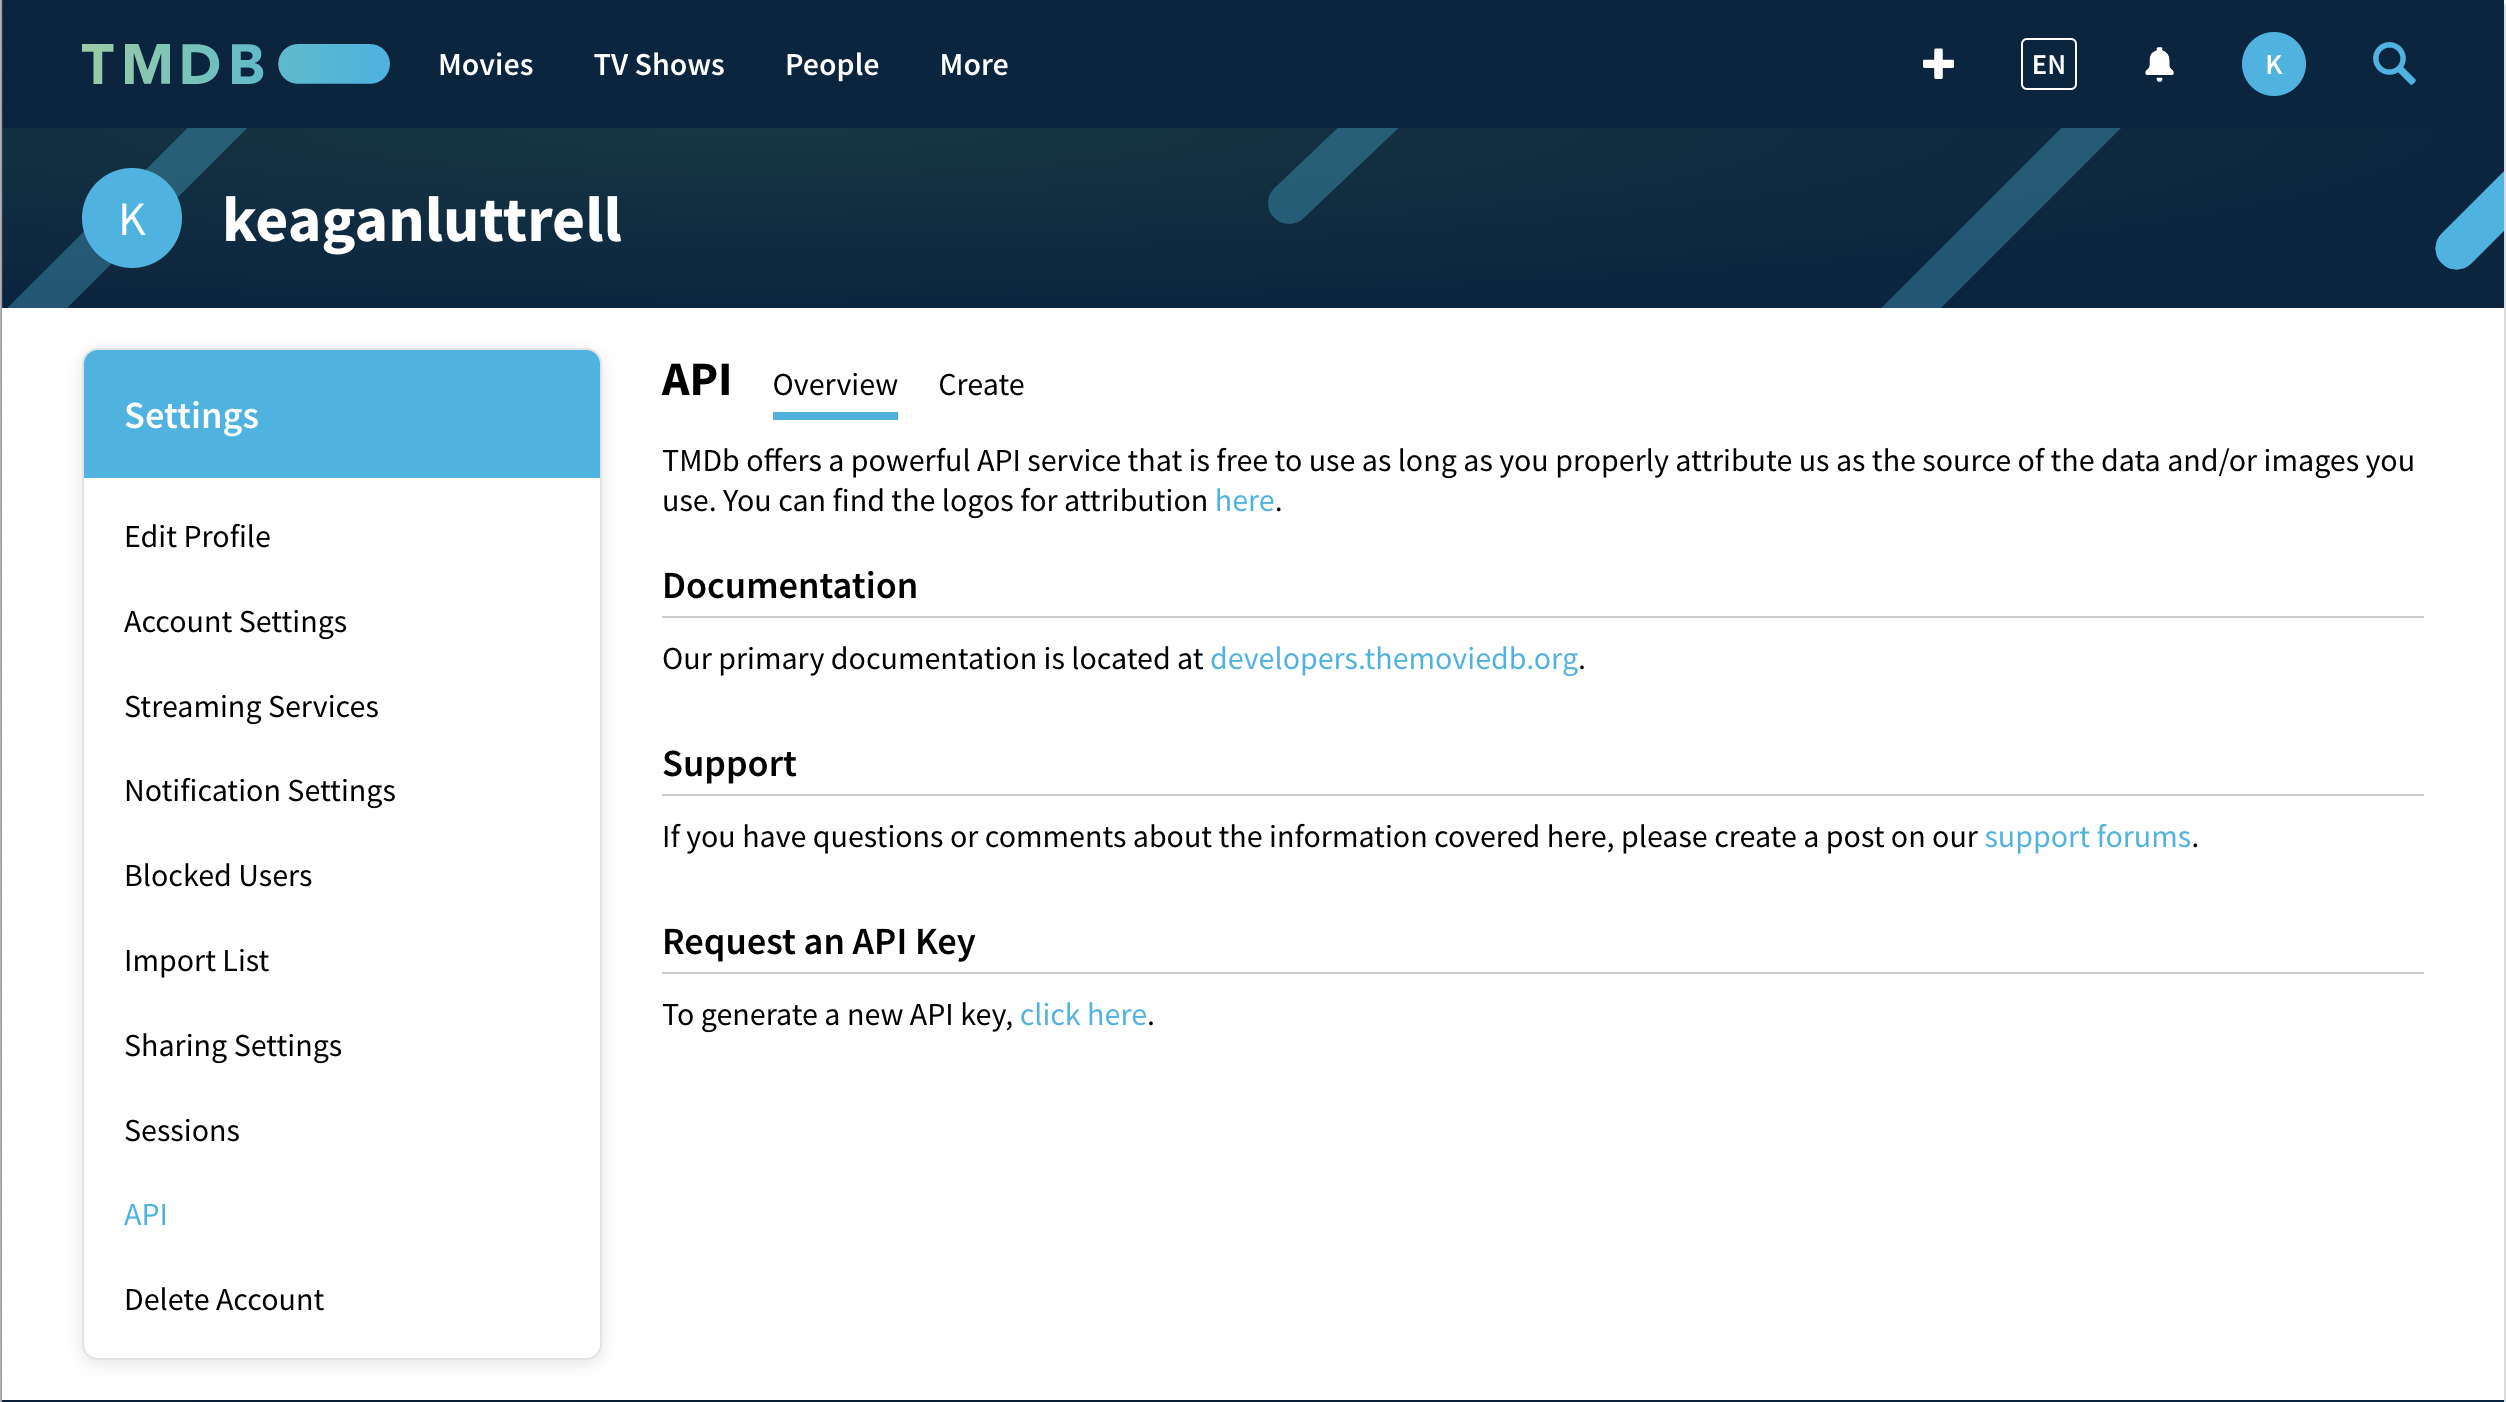 TMDB
Movies TV Shows People More
EN
K
K
keaganluttrell
Settings
Edit Profile
Account Settings
Streaming Services
Notification Settings
Blocked Users
Import List
Sharing Settings
Sessions
API
Delete Account
API Overview Create
TMDb offers a powerful API service that is free to use as long as you properly attribute us as the source of the data and/or images you
use. You can find the logos for attribution here.
Documentation
Our primary documentation is located at developers.themoviedb.org.
Support
If you have questions or comments about the information covered here, please create a post on our support forums.
Request an API Key
To generate a new API key, click here.